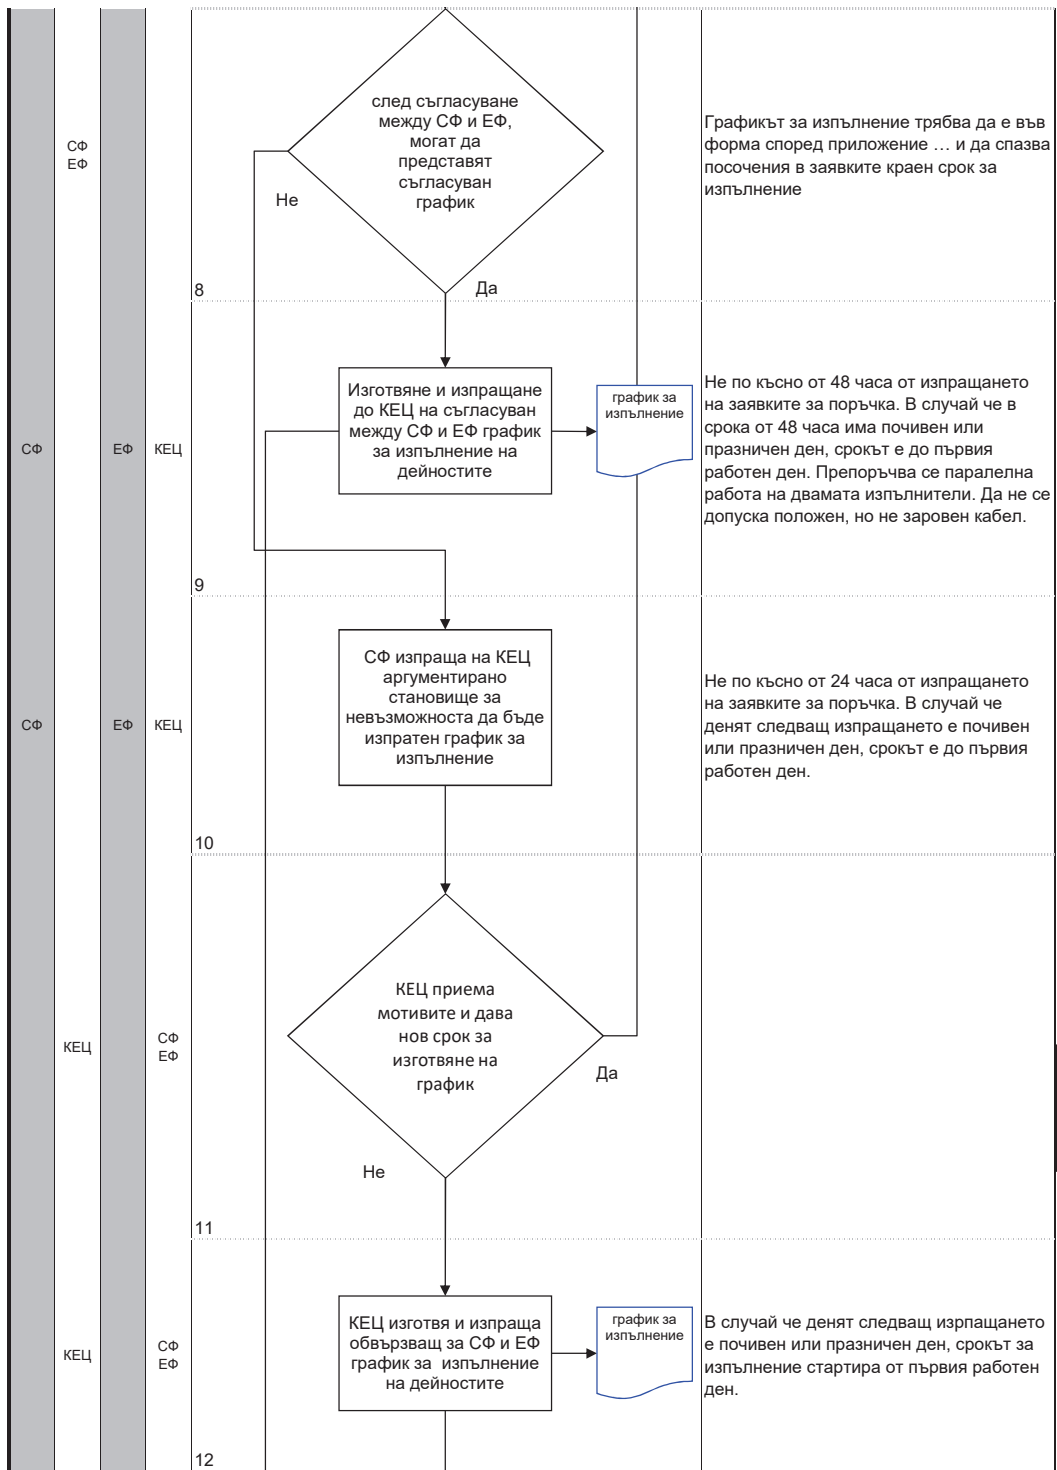 след съгласуване
между СФ и ЕФ,
могат да
представят
съгласуван
график
СФ
ЕФ
Графикът за изпълнение трябва да е във
форма според приложение … и да спазва
посочения в заявките краен срок за
изпълнение
Не
Да
8
СФ
ЕФ
КЕЦ
Изготвяне и изпращане
до КЕЦ на съгласуван
между СФ и ЕФ график
за изпълнение на
дейностите
график за
изпълнение
Не по късно от 48 часа от изпращането
на заявките за поръчка. В случай че в
срока от 48 часа има почивен или
празничен ден, срокът е до първия
работен ден. Препоръчва се паралелна
работа на двамата изпълнители. Да не се
допуска положен, но не заровен кабел.
9
СФ
ЕФ
КЕЦ
СФ изпраща на КЕЦ
аргументирано
становище за
невъзможноста да бъде
изпратен график за
изпълнение
Не по късно от 24 часа от изпращането
на заявките за поръчка. В случай че
денят следващ изпращането е почивен
или празничен ден, срокът е до първия
работен ден.
10
КЕЦ
СФ
ЕФ
КЕЦ приема
мотивите и дава
нов срок за
изготвяне на
график
Да
Не
11
КЕЦ
СФ
ЕФ
КЕЦ изготвя и изпраща
обвързващ за СФ и ЕФ
график за изпълнение
на дейностите
график за
изпълнение
В случай че денят следващ изрпащането
е почивен или празничен ден, срокът за
изпълнение стартира от първия работен
ден.
12